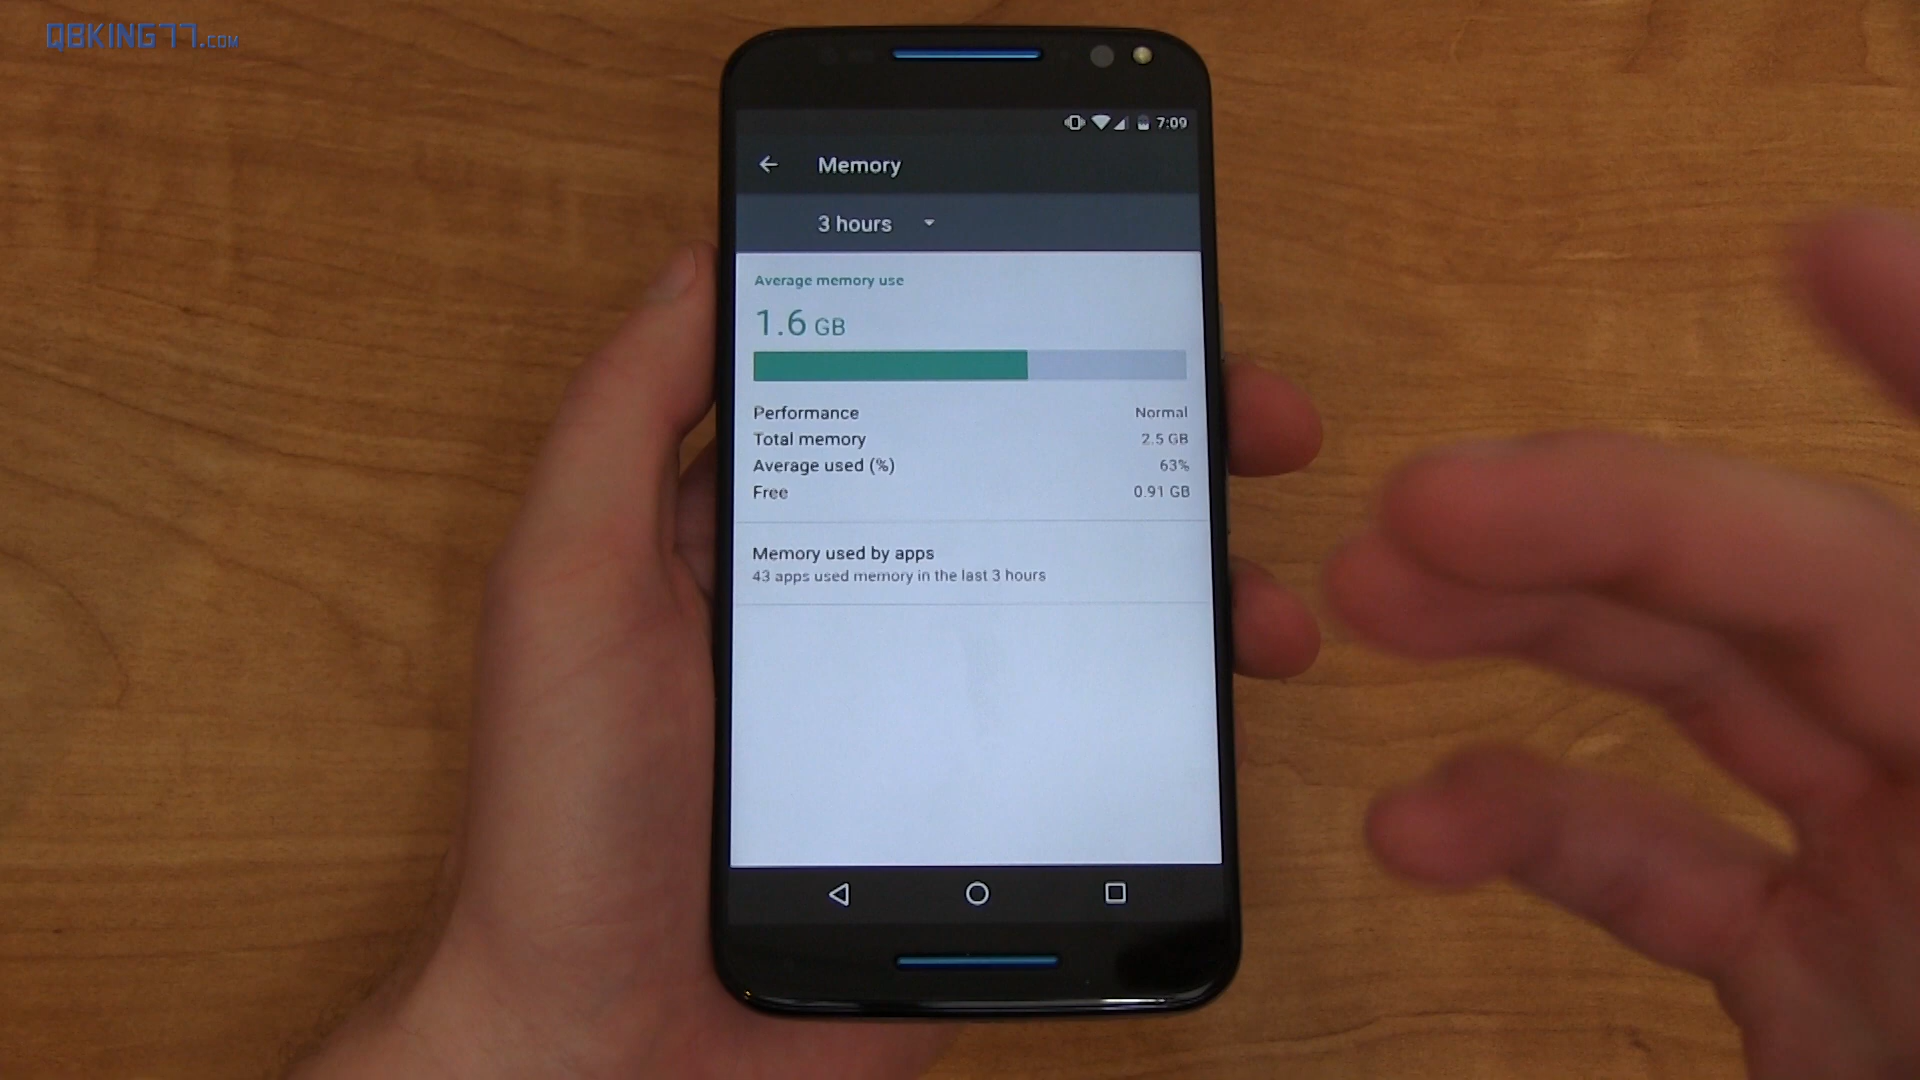 QBKING77.COM
7:09
Memory
3 hours
Average memory use
1.6 GB
Performance Normal
Total memory 2.5 GB
Average used (%) 63%
Free 0.91 GB
Memory used by apps
43 apps used memory in the last 3 hours